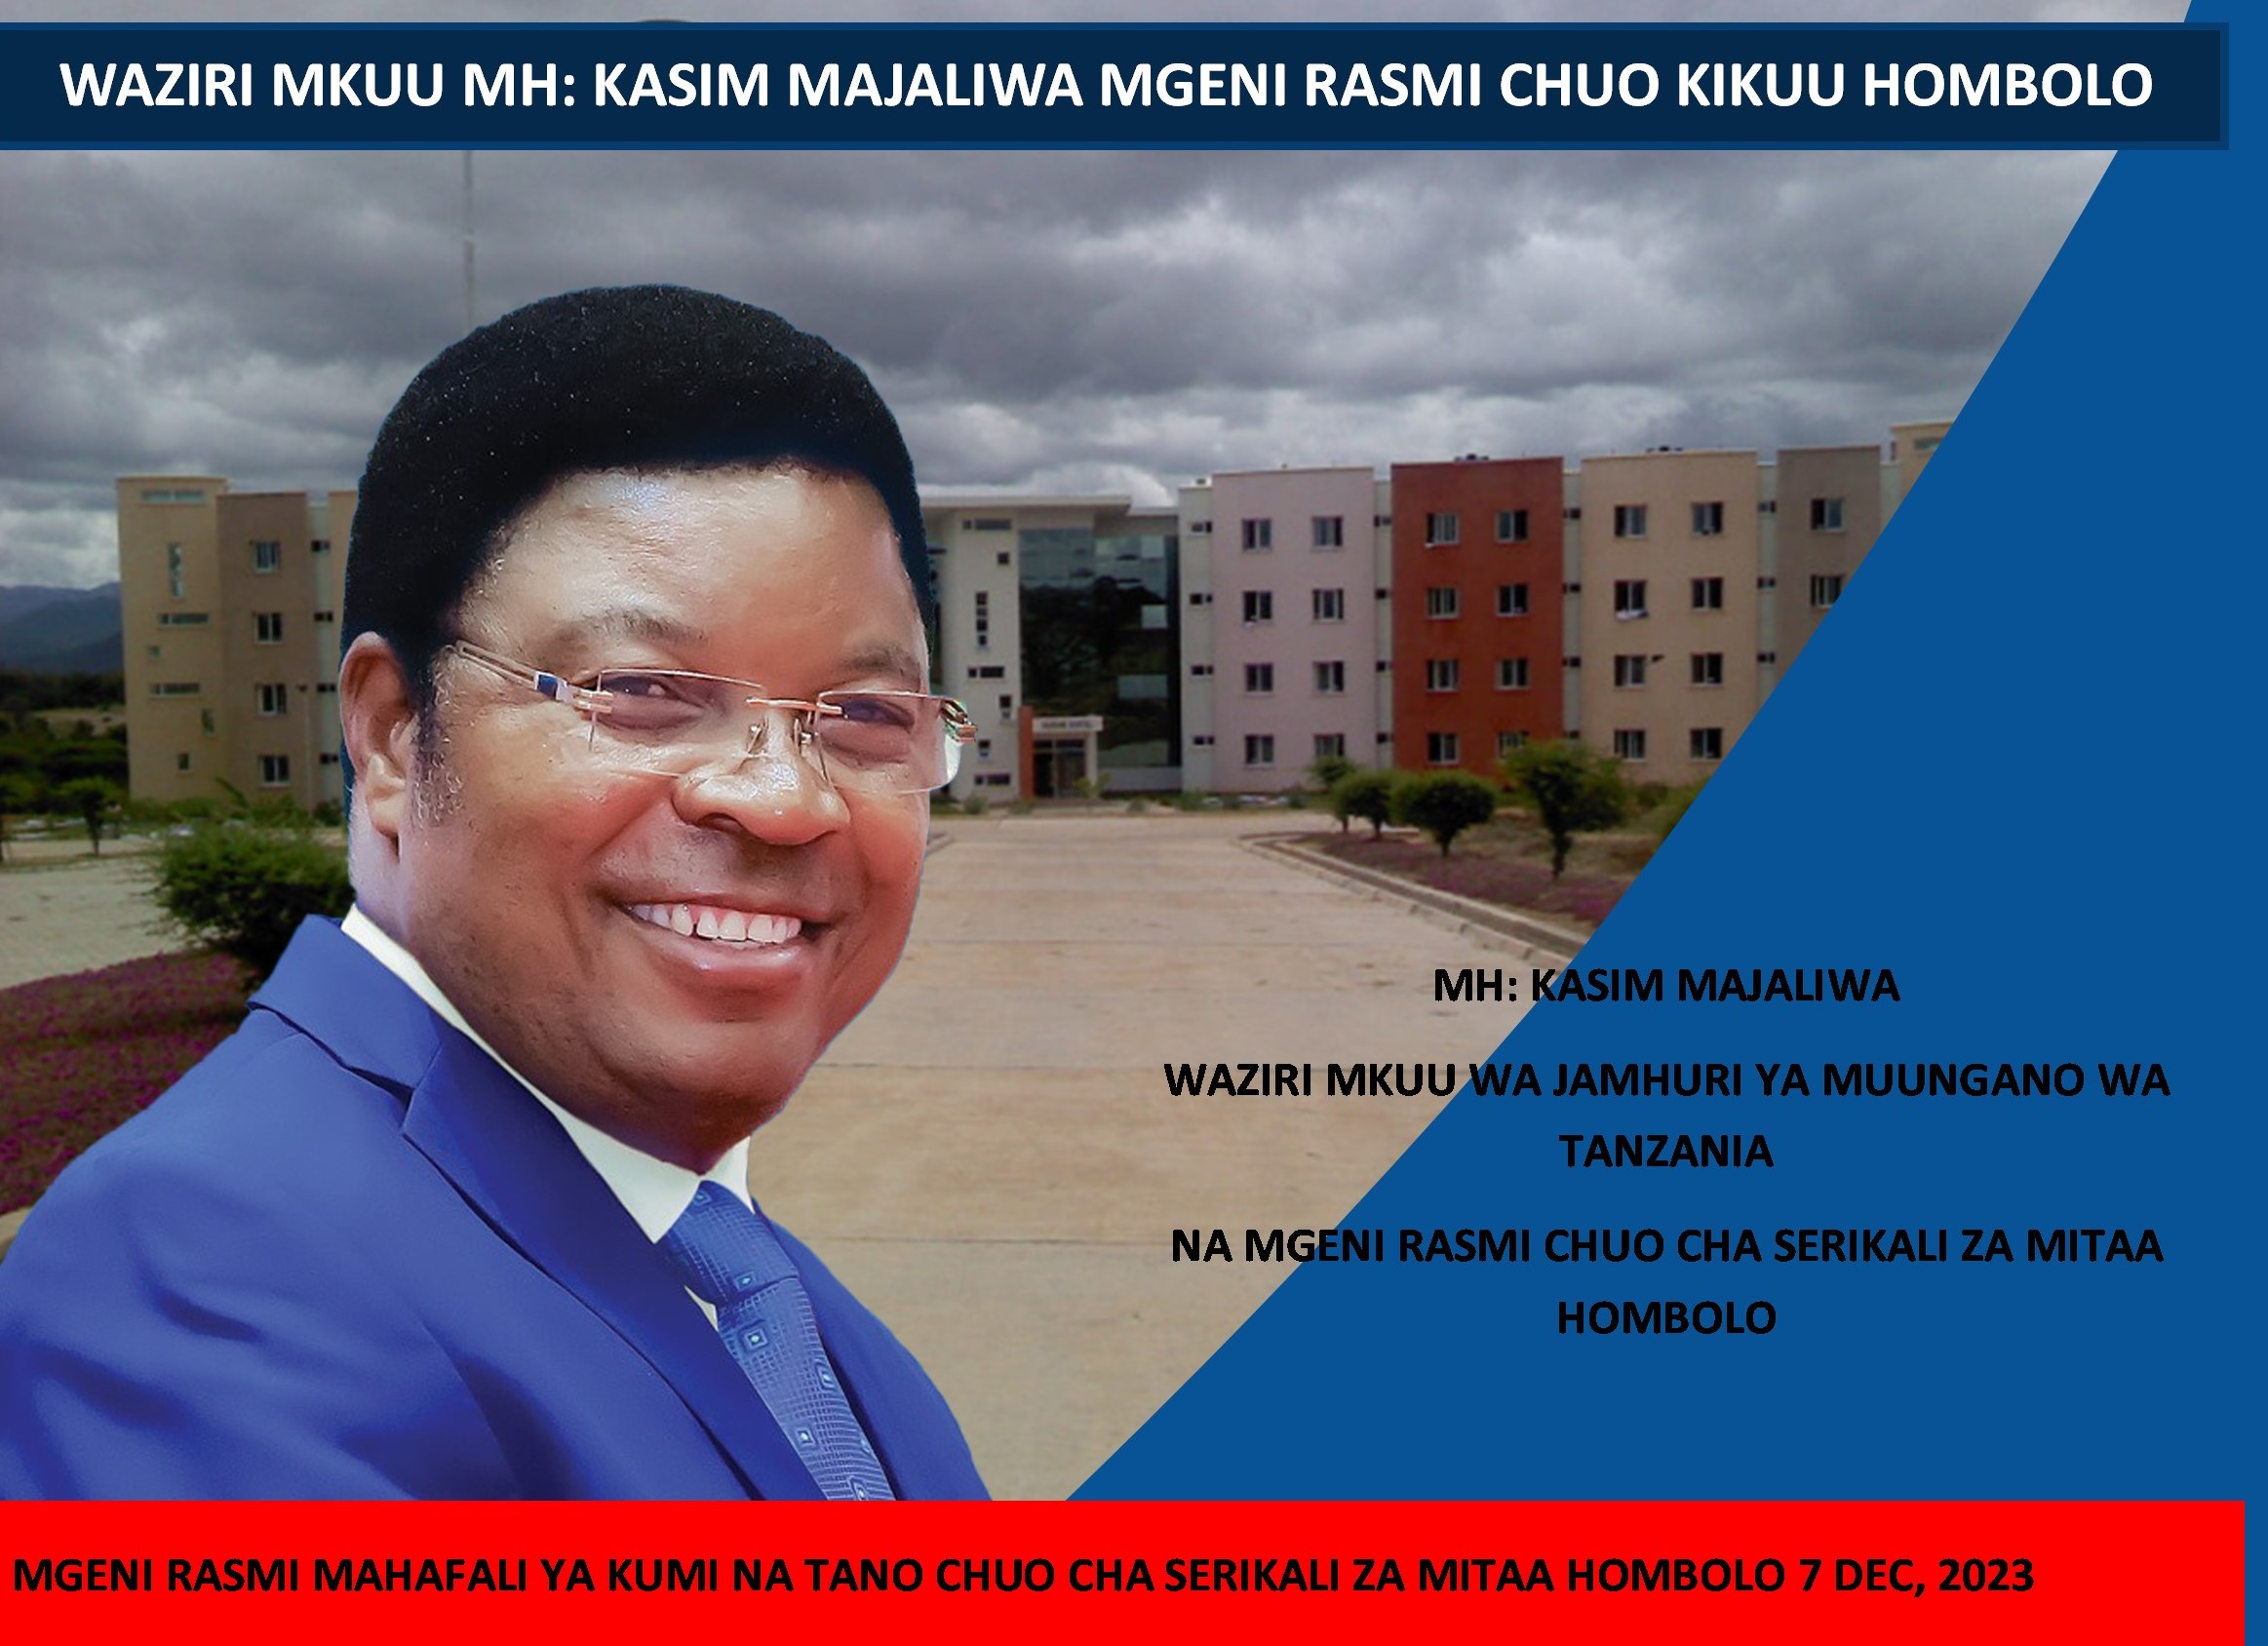 WAZIRI MKUU MH: KASIM MAJALIWA MGENI RASMI CHUO KIKUU HOMBOLO
MH: KASIM MAJALIWA
WAZIRI MKUU WA JAMHURI YA MUUNGANO WA
TANZANIA
NA MGENI RASMI CHUO CHA SERIKALI ZA MITAA
HOMBOLO
MGENI RASMI MAHAFALI YA KUMI NA TANO CHUO CHA SERIKALI ZA MITAA HOMBOLO 7 DEC, 2023